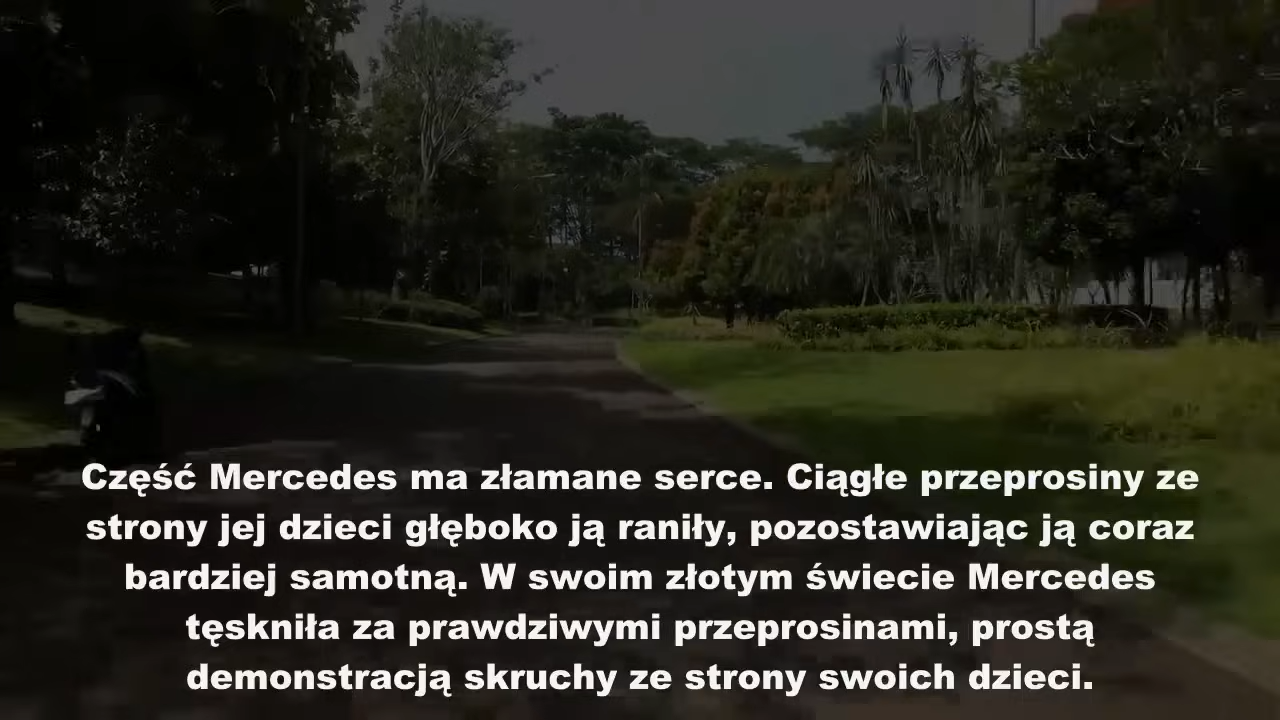 Część Mercedes ma złamane serce. Ciągłe przeprosiny ze
strony jej dzieci głęboko ją raniły, pozostawiając ją coraz
bardziej samotną. W swoim złotym świecie Mercedes
tęskniła za prawdziwymi przeprosinami, prostą
demonstracją skruchy ze strony swoich dzieci.